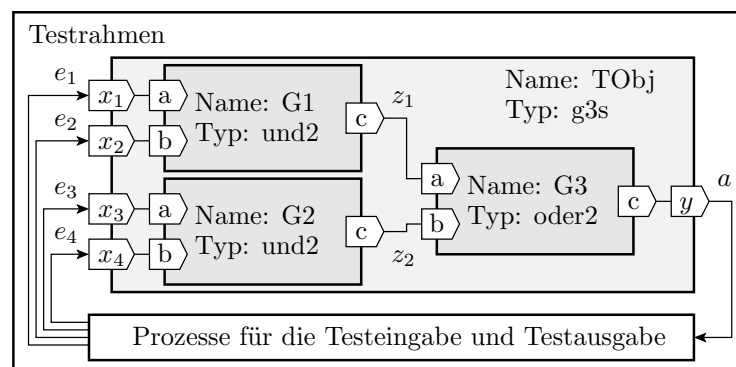 Testrahmen
Name: TObj
Typ: g3s
e₁
x₁
a
Name: G1
Typ: und2
c
z₁
e₂
x₂
b
e₃
x₃
a
Name: G2
Typ: und2
c
z₂
e₄
x₄
b
a
b
Name: G3
Typ: oder2
c
y
a
Prozesse für die Testeingabe und Testausgabe